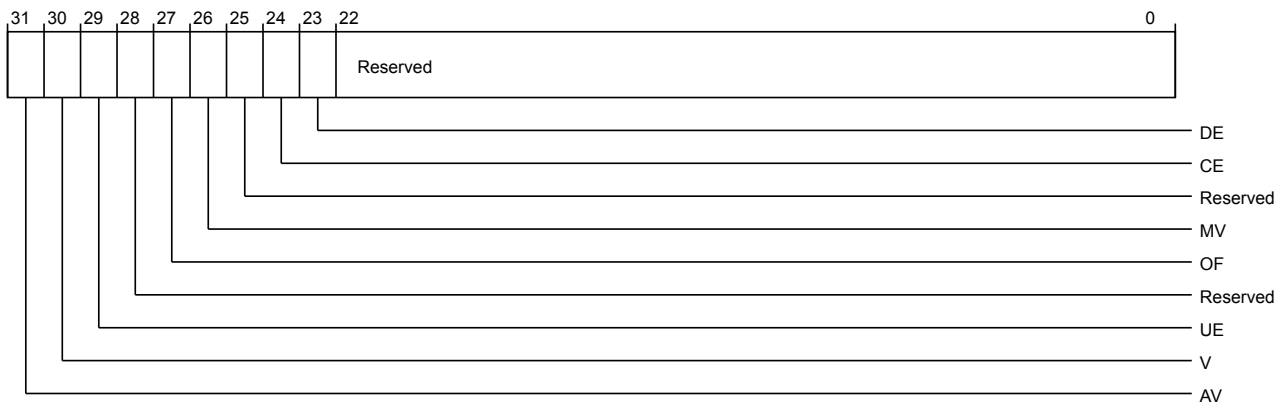 31 30 29 28 27 26 25 24 23 22 0
Reserved
DE
CE
Reserved
MV
OF
Reserved
UE
V
AV